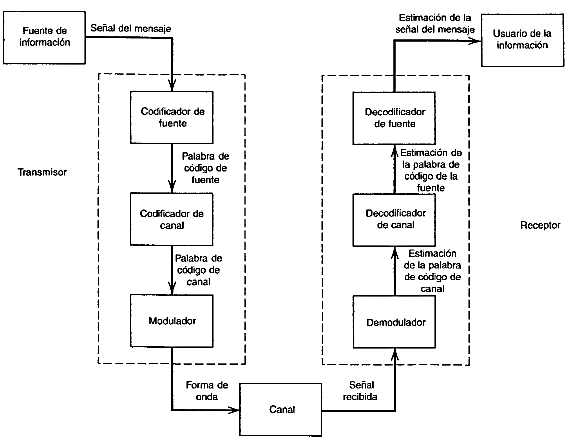 Fuente de
información
Señal del mensaje
Codificador de
fuente
Palabra de
código de
fuente
Transmisor
Codificador de
canal
Palabra de
código de
canal
Modulador
Forma de
onda
Canal
Señal
recibida
Demodulador
Estimación
de la palabra
de código de
canal
Decodificador
de canal
Receptor
Estimación de
la palabra de
código de la
fuente
Decodificador
de fuente
Estimación de la
señal del mensaje
Usuario de la
información